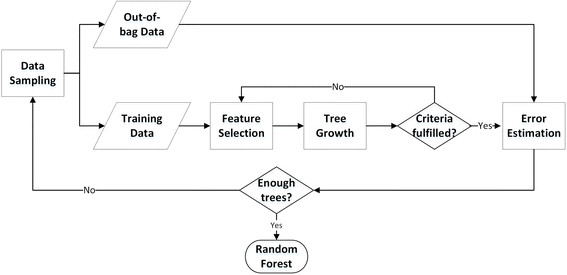 Out-of-
bag Data
Data
Sampling
No
Training
Data
Feature
Selection
Tree
Growth
Criteria
fulfilled?
Yes
Error
Estimation
No
Enough
trees?
Yes
Random
Forest